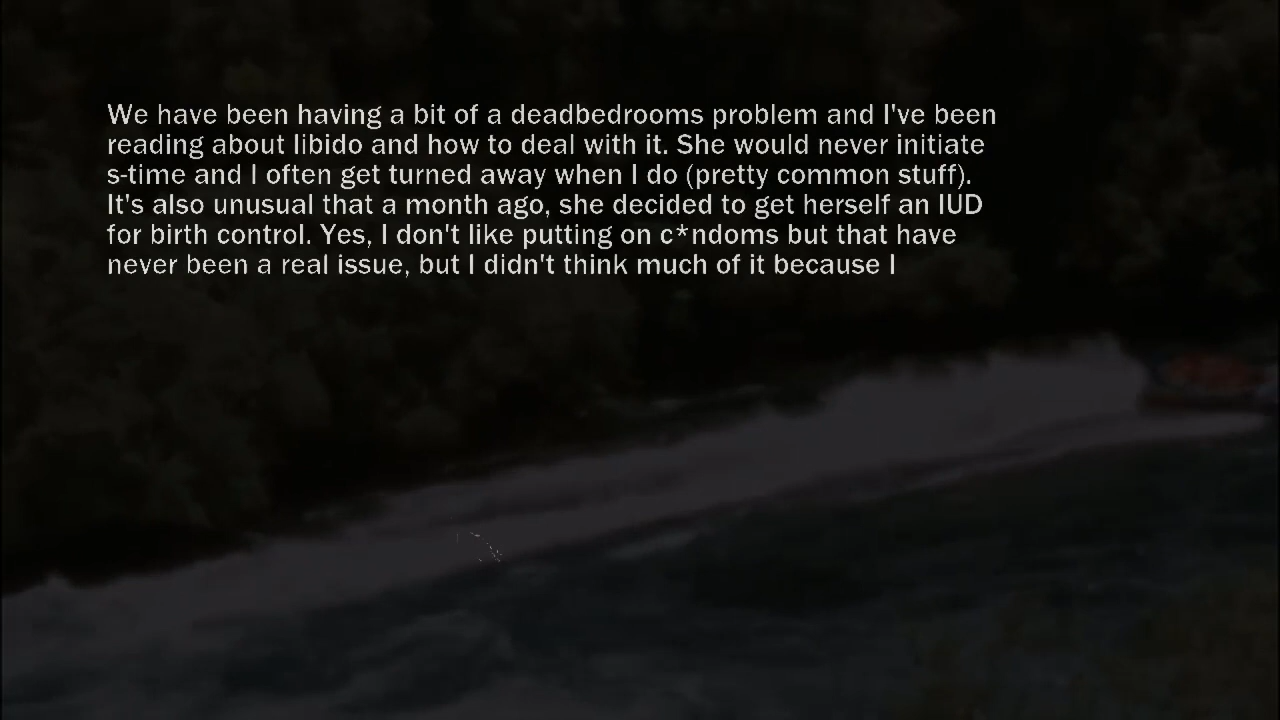 We have been having a bit of a deadbedrooms problem and I've been
reading about libido and how to deal with it. She would never initiate
s-time and I often get turned away when I do (pretty common stuff).
It's also unusual that a month ago, she decided to get herself an IUD
for birth control. Yes, I don't like putting on c*ndoms but that have
never been a real issue, but I didn't think much of it because I